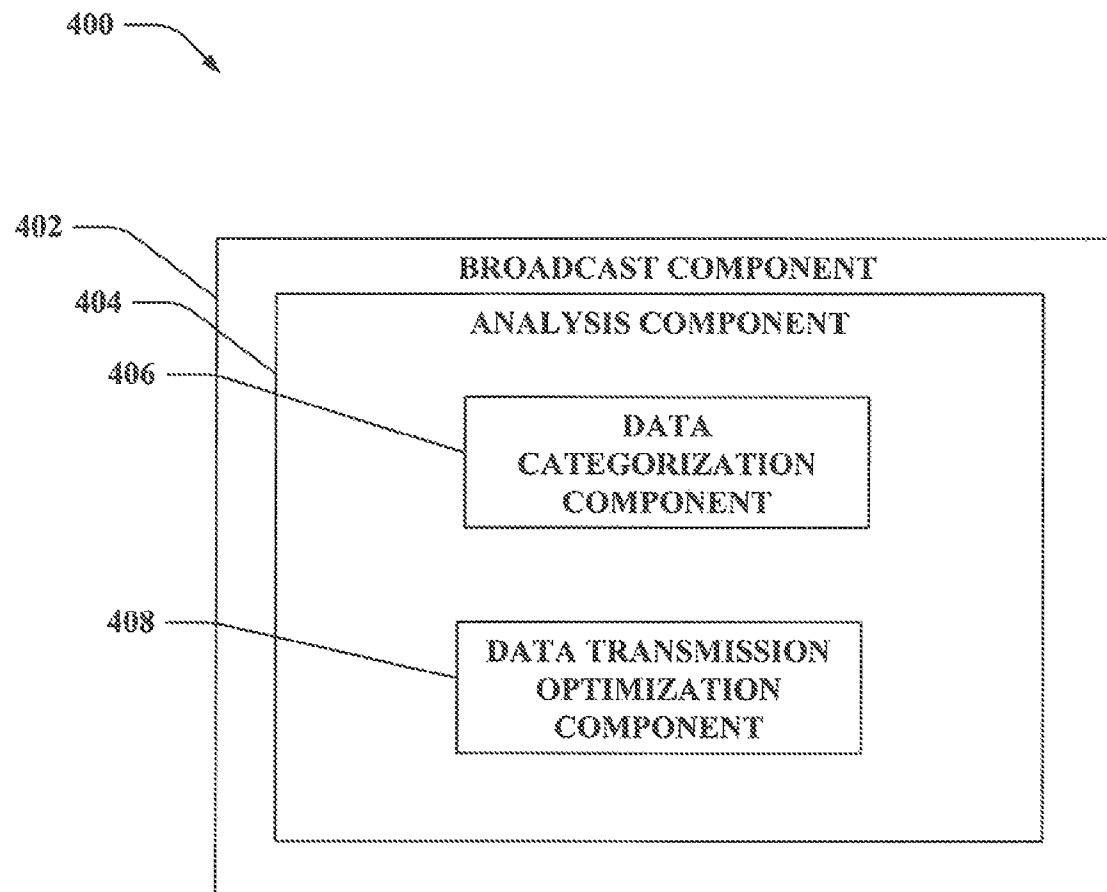 400
402
BROADCAST COMPONENT
404
ANALYSIS COMPONENT
406
DATA
CATEGORIZATION
COMPONENT
408
DATA TRANSMISSION
OPTIMIZATION
COMPONENT